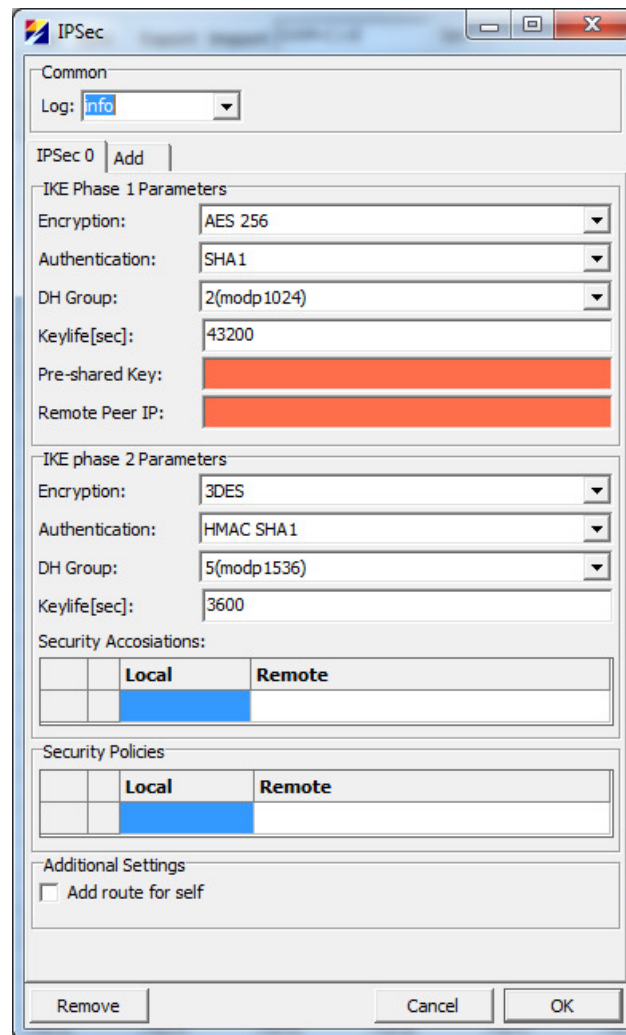 IPSec
Common
Log: info
IPSec 0 Add
IKE Phase 1 Parameters
Encryption: AES 256
Authentication: SHA1
DH Group: 2(modp1024)
Keylife[sec]: 43200
Pre-shared Key:
Remote Peer IP:
IKE phase 2 Parameters
Encryption: 3DES
Authentication: HMAC SHA1
DH Group: 5(modp1536)
Keylife[sec]: 3600
Security Accosiations:
Local Remote
Security Policies
Local Remote
Additional Settings
Add route for self
Remove Cancel OK